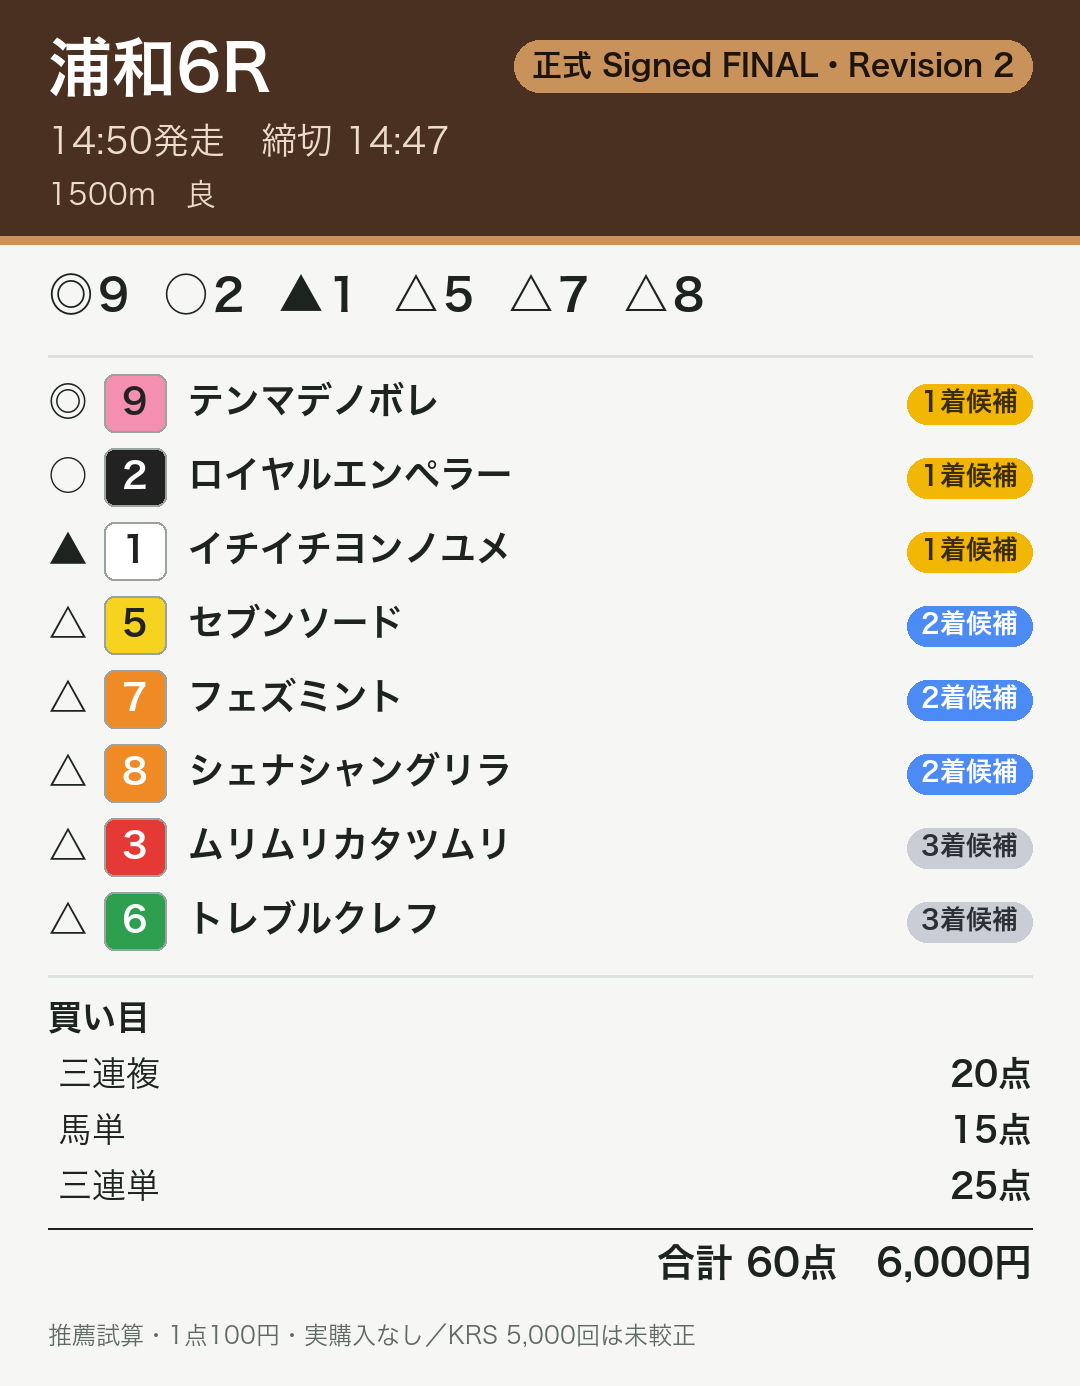 浦和6R
正式 Signed FINAL・Revision 2
14:50発走　締切 14:47
1500m　良
◎9 ○2 ▲1 △5 △7 △8
◎ 9 テンマデノボレ 1着候補
○ 2 ロイヤルエンペラー 1着候補
▲ 1 イチイチヨンノユメ 1着候補
△ 5 セブンソード 2着候補
△ 7 フェズミント 2着候補
△ 8 シェナシャングリラ 2着候補
△ 3 ムリムリカタツムリ 3着候補
△ 6 トレブルクレフ 3着候補
買い目
三連複 20点
馬単 15点
三連単 25点
合計 60点　6,000円
推薦試算・1点100円・実購入なし／KRS 5,000回は未較正